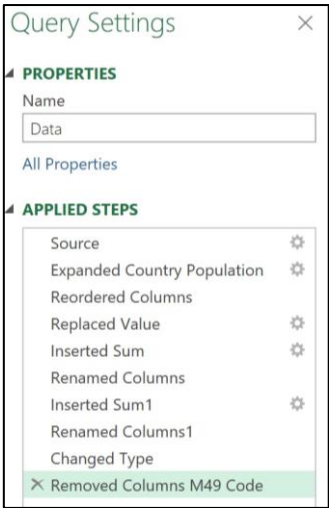 Query Settings
PROPERTIES
Name
Data
All Properties
APPLIED STEPS
Source
Expanded Country Population
Reordered Columns
Replaced Value
Inserted Sum
Renamed Columns
Inserted Sum1
Renamed Columns1
Changed Type
Removed Columns M49 Code